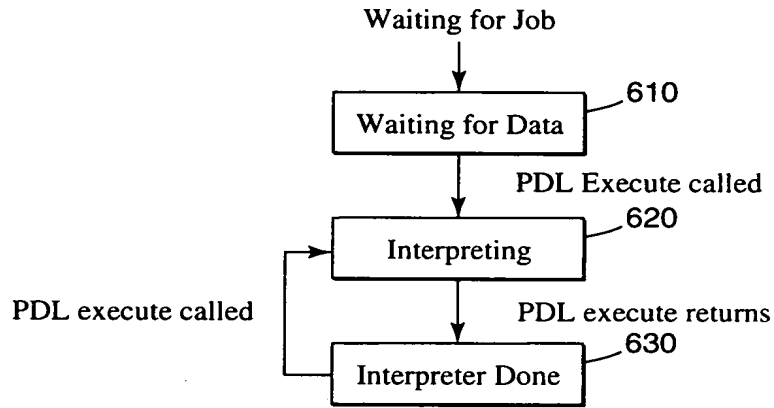 Waiting for Job
610
Waiting for Data
PDL Execute called
620
Interpreting
PDL execute called
PDL execute returns
630
Interpreter Done